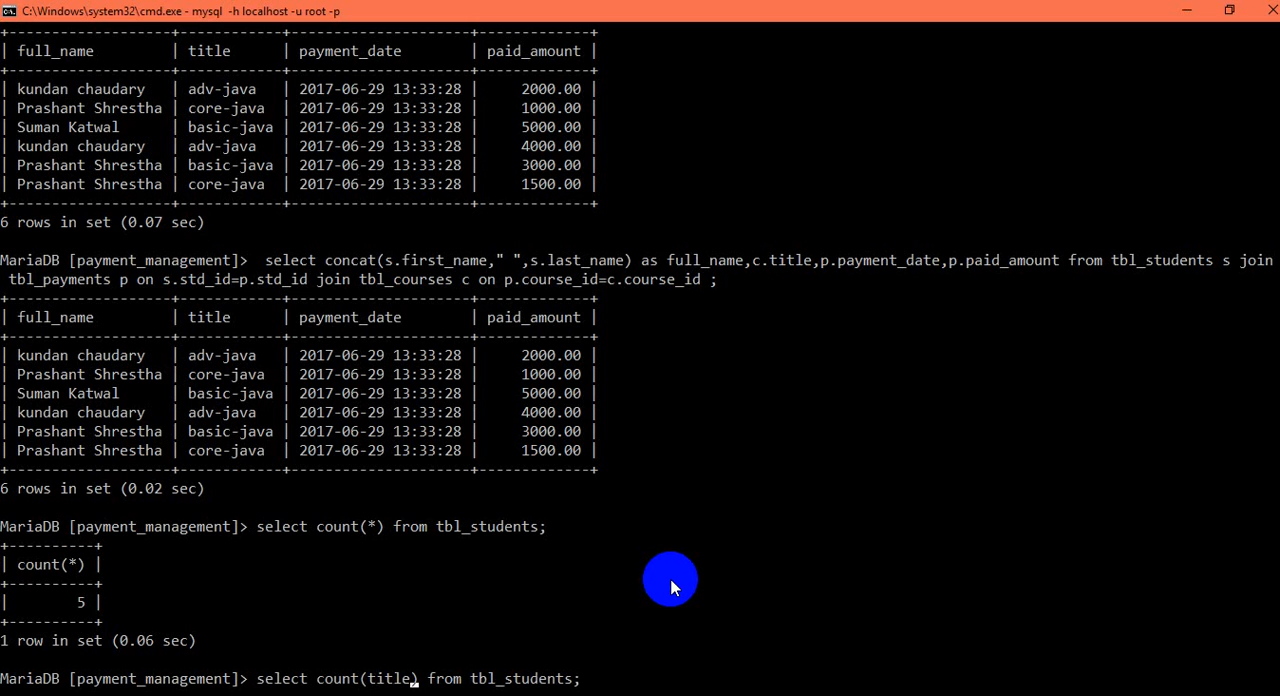 C:\Windows\system32\cmd.exe - mysql  -h localhost -u root -p
+------------------+------------+---------------------+-------------+
| full_name        | title      | payment_date        | paid_amount |
+------------------+------------+---------------------+-------------+
| kundan chaudary  | adv-java   | 2017-06-29 13:33:28 |     2000.00 |
| Prashant Shrestha | core-java  | 2017-06-29 13:33:28 |     1000.00 |
| Suman Katwal     | basic-java | 2017-06-29 13:33:28 |     5000.00 |
| kundan chaudary  | adv-java   | 2017-06-29 13:33:28 |     4000.00 |
| Prashant Shrestha | basic-java | 2017-06-29 13:33:28 |     3000.00 |
| Prashant Shrestha | core-java  | 2017-06-29 13:33:28 |     1500.00 |
+------------------+------------+---------------------+-------------+
6 rows in set (0.07 sec)
MariaDB [payment_management]>  select concat(s.first_name," ",s.last_name) as full_name,c.title,p.payment_date,p.paid_amount from tbl_students s join
 tbl_payments p on s.std_id=p.std_id join tbl_courses c on p.course_id=c.course_id ;
+------------------+------------+---------------------+-------------+
| full_name        | title      | payment_date        | paid_amount |
+------------------+------------+---------------------+-------------+
| kundan chaudary  | adv-java   | 2017-06-29 13:33:28 |     2000.00 |
| Prashant Shrestha | core-java  | 2017-06-29 13:33:28 |     1000.00 |
| Suman Katwal     | basic-java | 2017-06-29 13:33:28 |     5000.00 |
| kundan chaudary  | adv-java   | 2017-06-29 13:33:28 |     4000.00 |
| Prashant Shrestha | basic-java | 2017-06-29 13:33:28 |     3000.00 |
| Prashant Shrestha | core-java  | 2017-06-29 13:33:28 |     1500.00 |
+------------------+------------+---------------------+-------------+
6 rows in set (0.02 sec)
MariaDB [payment_management]> select count(*) from tbl_students;
+----------+
| count(*) |
+----------+
|        5 |
+----------+
1 row in set (0.06 sec)
MariaDB [payment_management]> select count(title) from tbl_students;